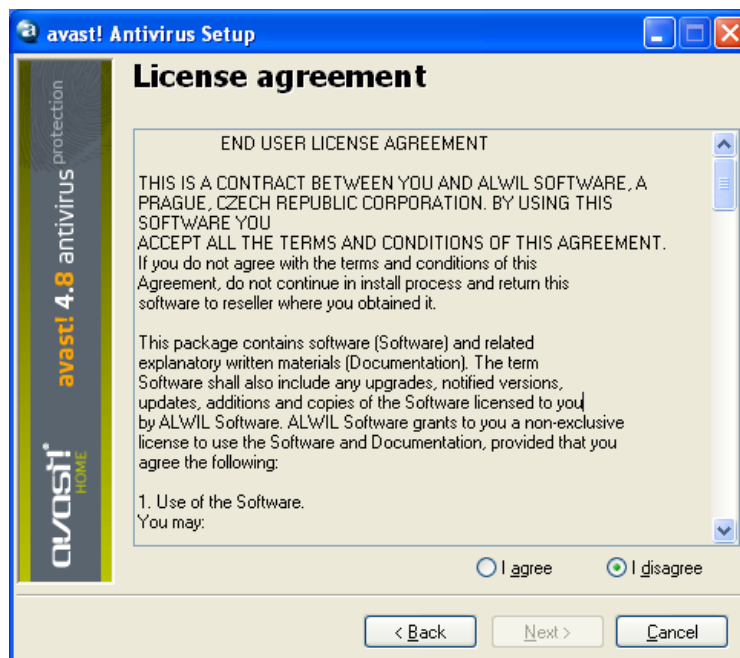 avast! Antivirus Setup
License agreement
avast! 4.8 antivirus protection
avast!
HOME
END USER LICENSE AGREEMENT
THIS IS A CONTRACT BETWEEN YOU AND ALWIL SOFTWARE, A
PRAGUE, CZECH REPUBLIC CORPORATION. BY USING THIS
SOFTWARE YOU
ACCEPT ALL THE TERMS AND CONDITIONS OF THIS AGREEMENT.
If you do not agree with the terms and conditions of this
Agreement, do not continue in install process and return this
software to reseller where you obtained it.
This package contains software (Software) and related
explanatory written materials (Documentation). The term
Software shall also include any upgrades, notified versions,
updates, additions and copies of the Software licensed to you
by ALWIL Software. ALWIL Software grants to you a non-exclusive
license to use the Software and Documentation, provided that you
agree the following:
1. Use of the Software.
You may:
I agree
I disagree
< Back
Next >
Cancel